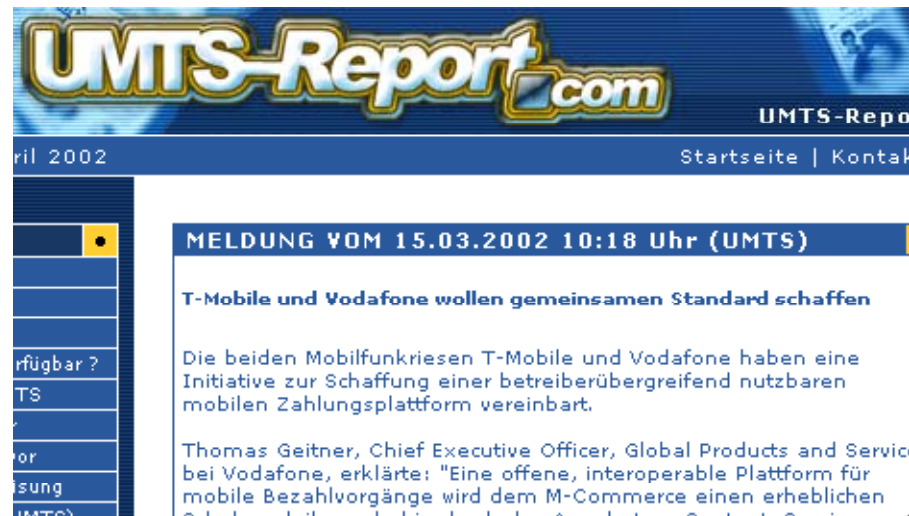 UMTS-Report.com
UMTS-Repo
ril 2002
Startseite | Kontak
MELDUNG VOM 15.03.2002 10:18 Uhr (UMTS)
T-Mobile und Vodafone wollen gemeinsamen Standard schaffen
rfügbar ?
TS
or
isung
Die beiden Mobilfunkriesen T-Mobile und Vodafone haben eine
Initiative zur Schaffung einer betreiberübergreifend nutzbaren
mobilen Zahlungsplattform vereinbart.
Thomas Geitner, Chief Executive Officer, Global Products and Service
bei Vodafone, erklärte: "Eine offene, interoperable Plattform für
mobile Bezahlvorgänge wird dem M-Commerce einen erheblichen